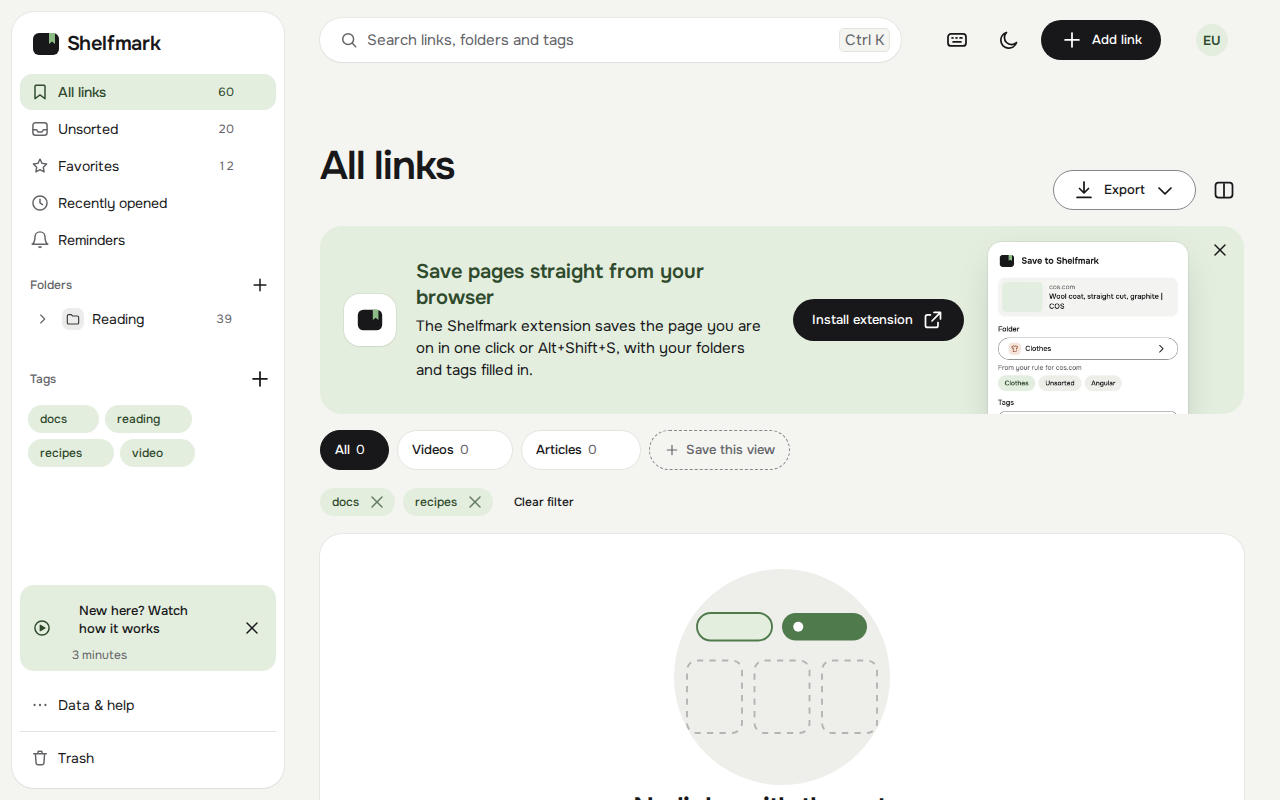 Shelfmark
All links 60
Unsorted 20
Favorites 12
Recently opened
Reminders
Folders
Reading 39
Tags
docs reading
recipes video
New here? Watch
how it works
3 minutes
Data & help
Trash
Search links, folders and tags Ctrl K
Add link
EU
All links
Export
Save pages straight from your
browser
The Shelfmark extension saves the page you are
on in one click or Alt+Shift+S, with your folders
and tags filled in.
Install extension
Save to Shelfmark
cos.com
Wool coat, straight cut, graphite |
COS
Folder
Clothes
From your rule for cos.com
Clothes Unsorted Angular
Tags
All 0 Videos 0 Articles 0 Save this view
docs recipes Clear filter